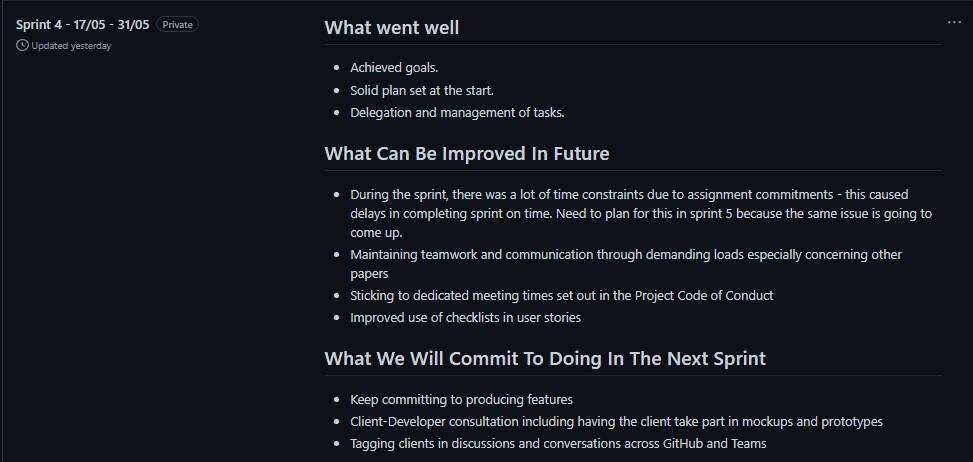 Sprint 4 - 17/05 - 31/05 Private
Updated yesterday
What went well
Achieved goals.
Solid plan set at the start.
Delegation and management of tasks.
What Can Be Improved In Future
During the sprint, there was a lot of time constraints due to assignment commitments - this caused
delays in completing sprint on time. Need to plan for this in sprint 5 because the same issue is going to
come up.
Maintaining teamwork and communication through demanding loads especially concerning other
papers
Sticking to dedicated meeting times set out in the Project Code of Conduct
Improved use of checklists in user stories
What We Will Commit To Doing In The Next Sprint
Keep committing to producing features
Client-Developer consultation including having the client take part in mockups and prototypes
Tagging clients in discussions and conversations across GitHub and Teams